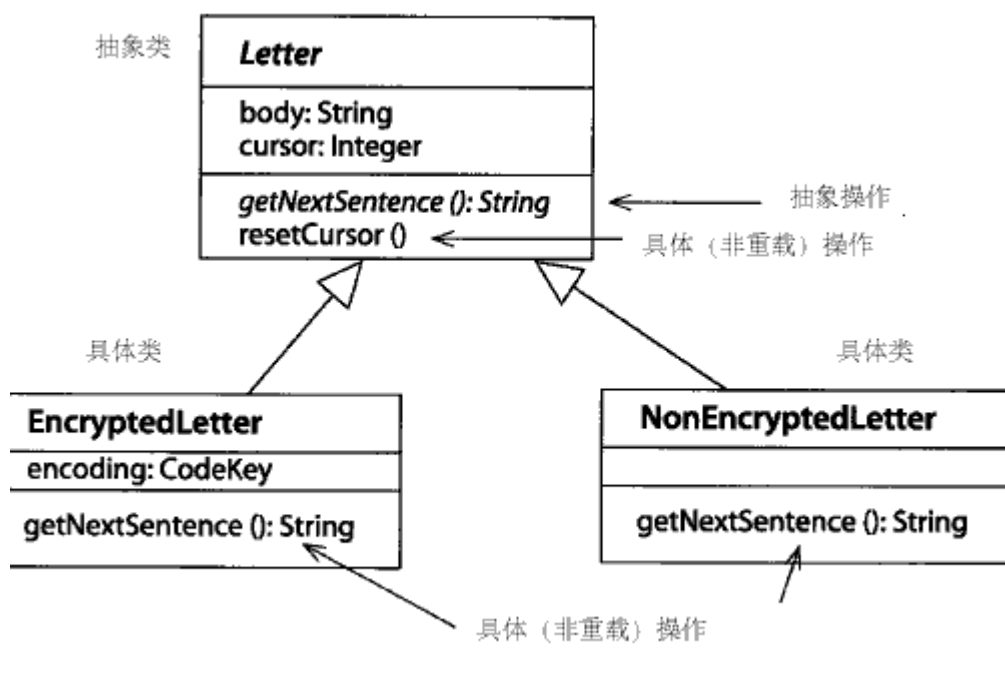 抽象类
Letter
body: String
cursor: Integer
getNextSentence (): String
抽象操作
resetCursor ()
具体（非重载）操作
具体类
具体类
EncryptedLetter
NonEncryptedLetter
encoding: CodeKey
getNextSentence (): String
getNextSentence (): String
具体（非重载）操作